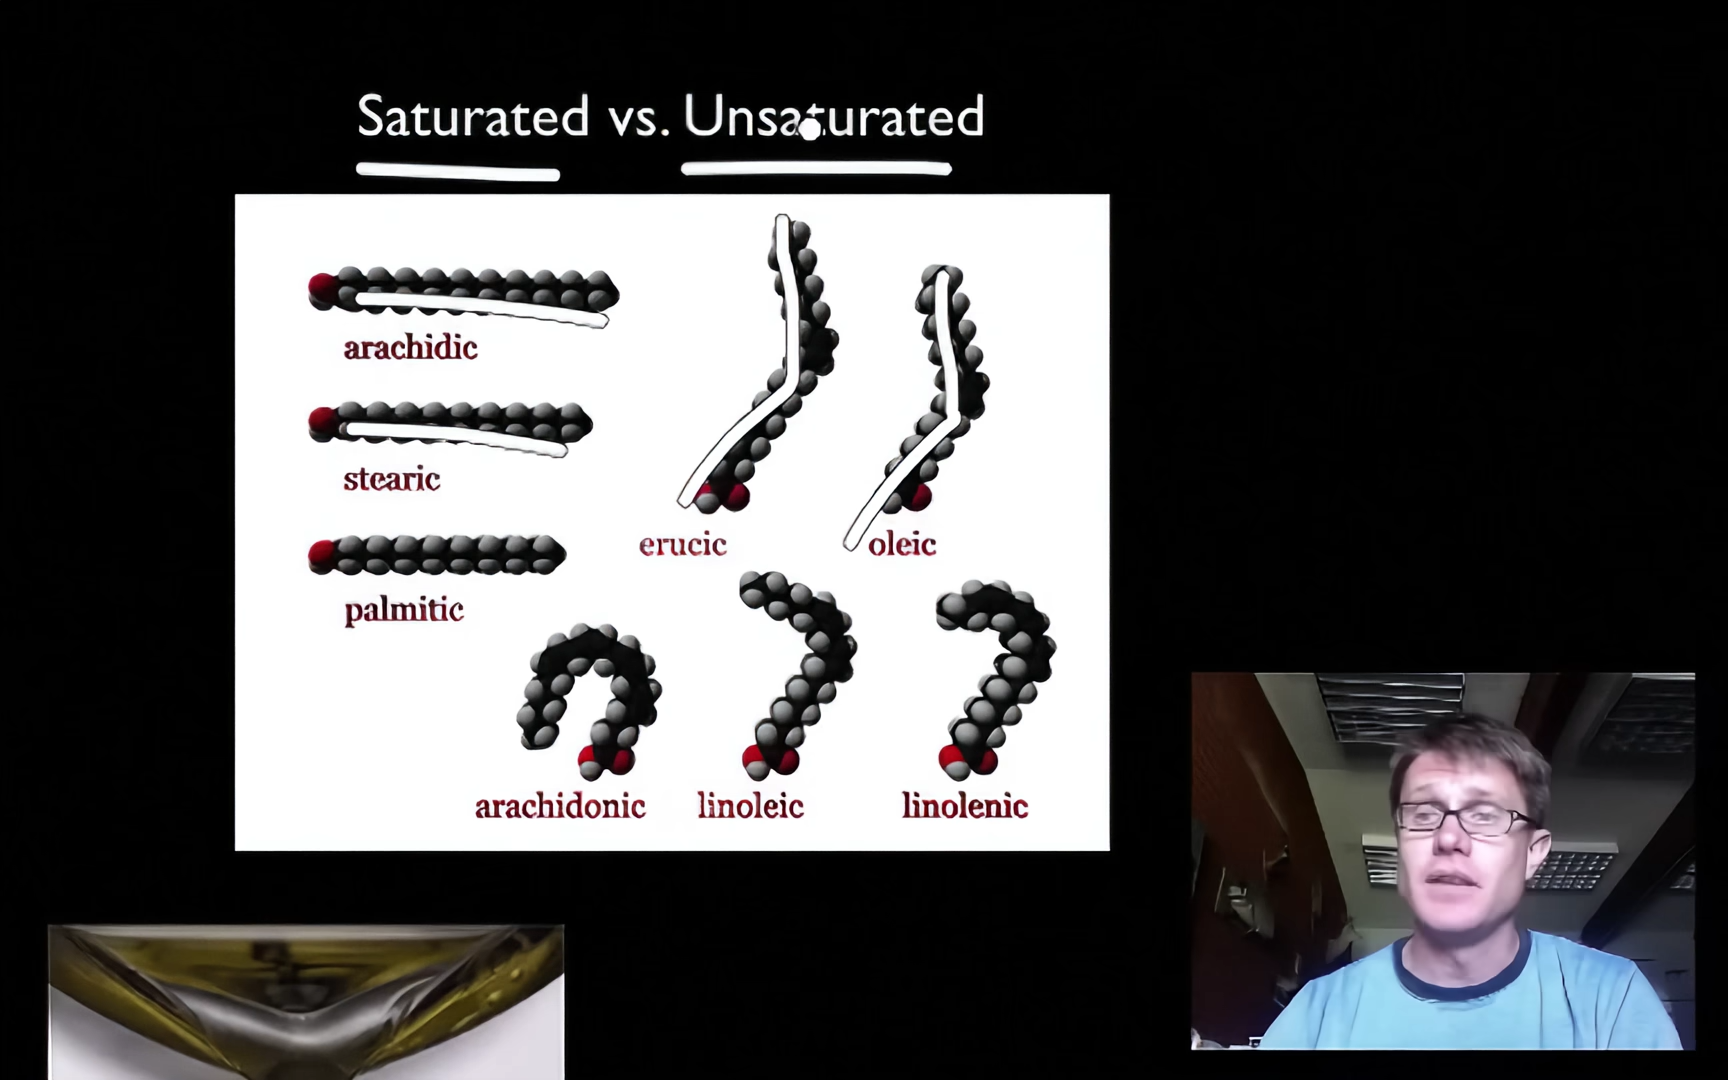 Saturated vs. Unsaturated
arachidic
stearic
palmitic
erucic
oleic
arachidonic
linoleic
linolenic